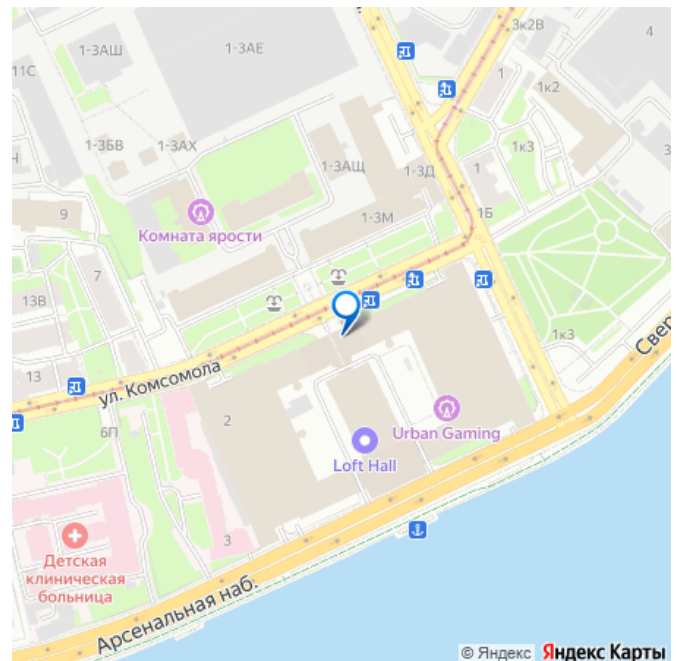 3к2В
4
1-3АШ
1-3АЕ
11С
1
1к2
1-3БВ
1-3АХ
1к3
1-3АЩ
1-3Д
1
9
1-3М
1Б
Комната ярости
7
13В
1к3
Свер
13
ул. Комсомола
2
6П
Urban Gaming
Loft Hall
3
Детская
клиническая
больница
Арсенальная наб.
© Яндекс Яндекс Карты